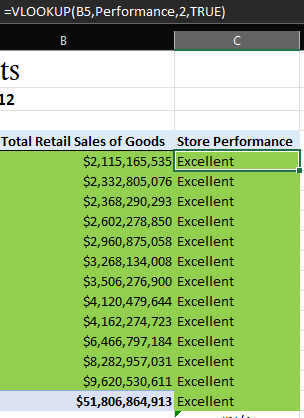 =VLOOKUP(B5,Performance,2,TRUE)
B C
ts
12
Total Retail Sales of Goods Store Performance
$2,115,165,535 Excellent
$2,332,805,076 Excellent
$2,368,290,293 Excellent
$2,602,278,850 Excellent
$2,960,875,058 Excellent
$3,268,134,008 Excellent
$3,506,276,900 Excellent
$4,120,479,644 Excellent
$4,162,274,723 Excellent
$6,466,797,184 Excellent
$8,282,957,031 Excellent
$9,620,530,611 Excellent
$51,806,864,913 Excellent